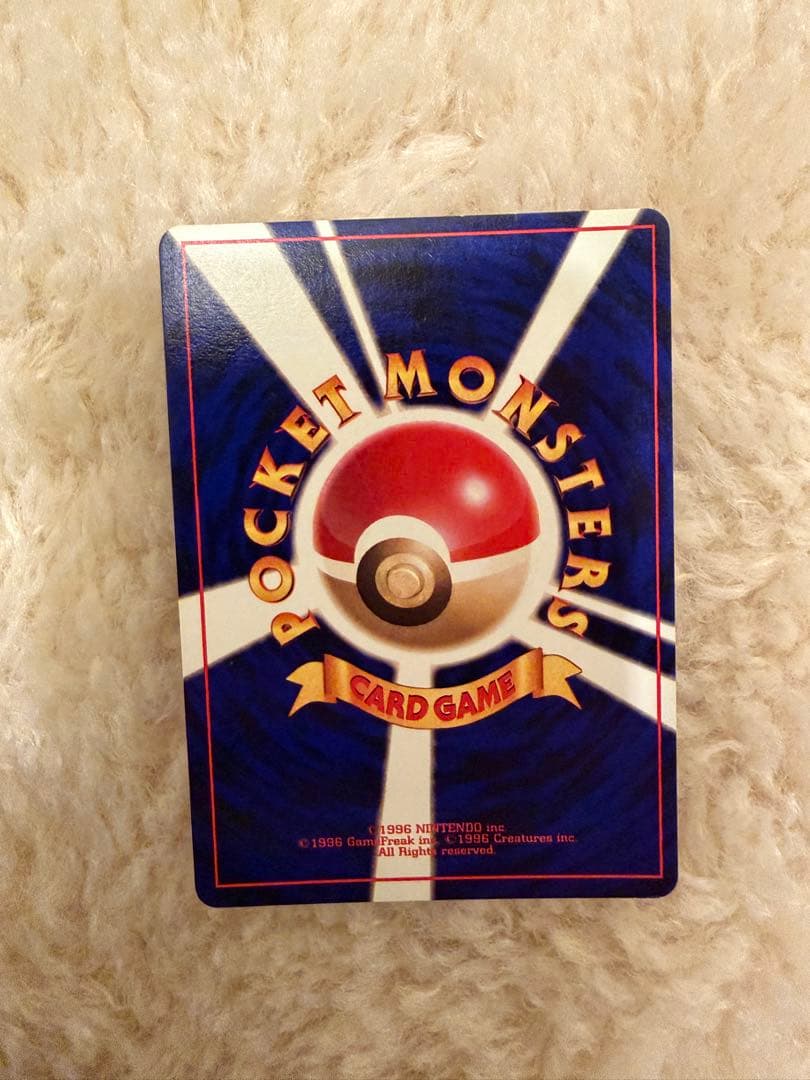 POCKET MONSTERS
CARD GAME
©1996 NINTENDO inc.
©1996 GameFreak inc. ©1996 Creatures inc.
All Rights reserved.